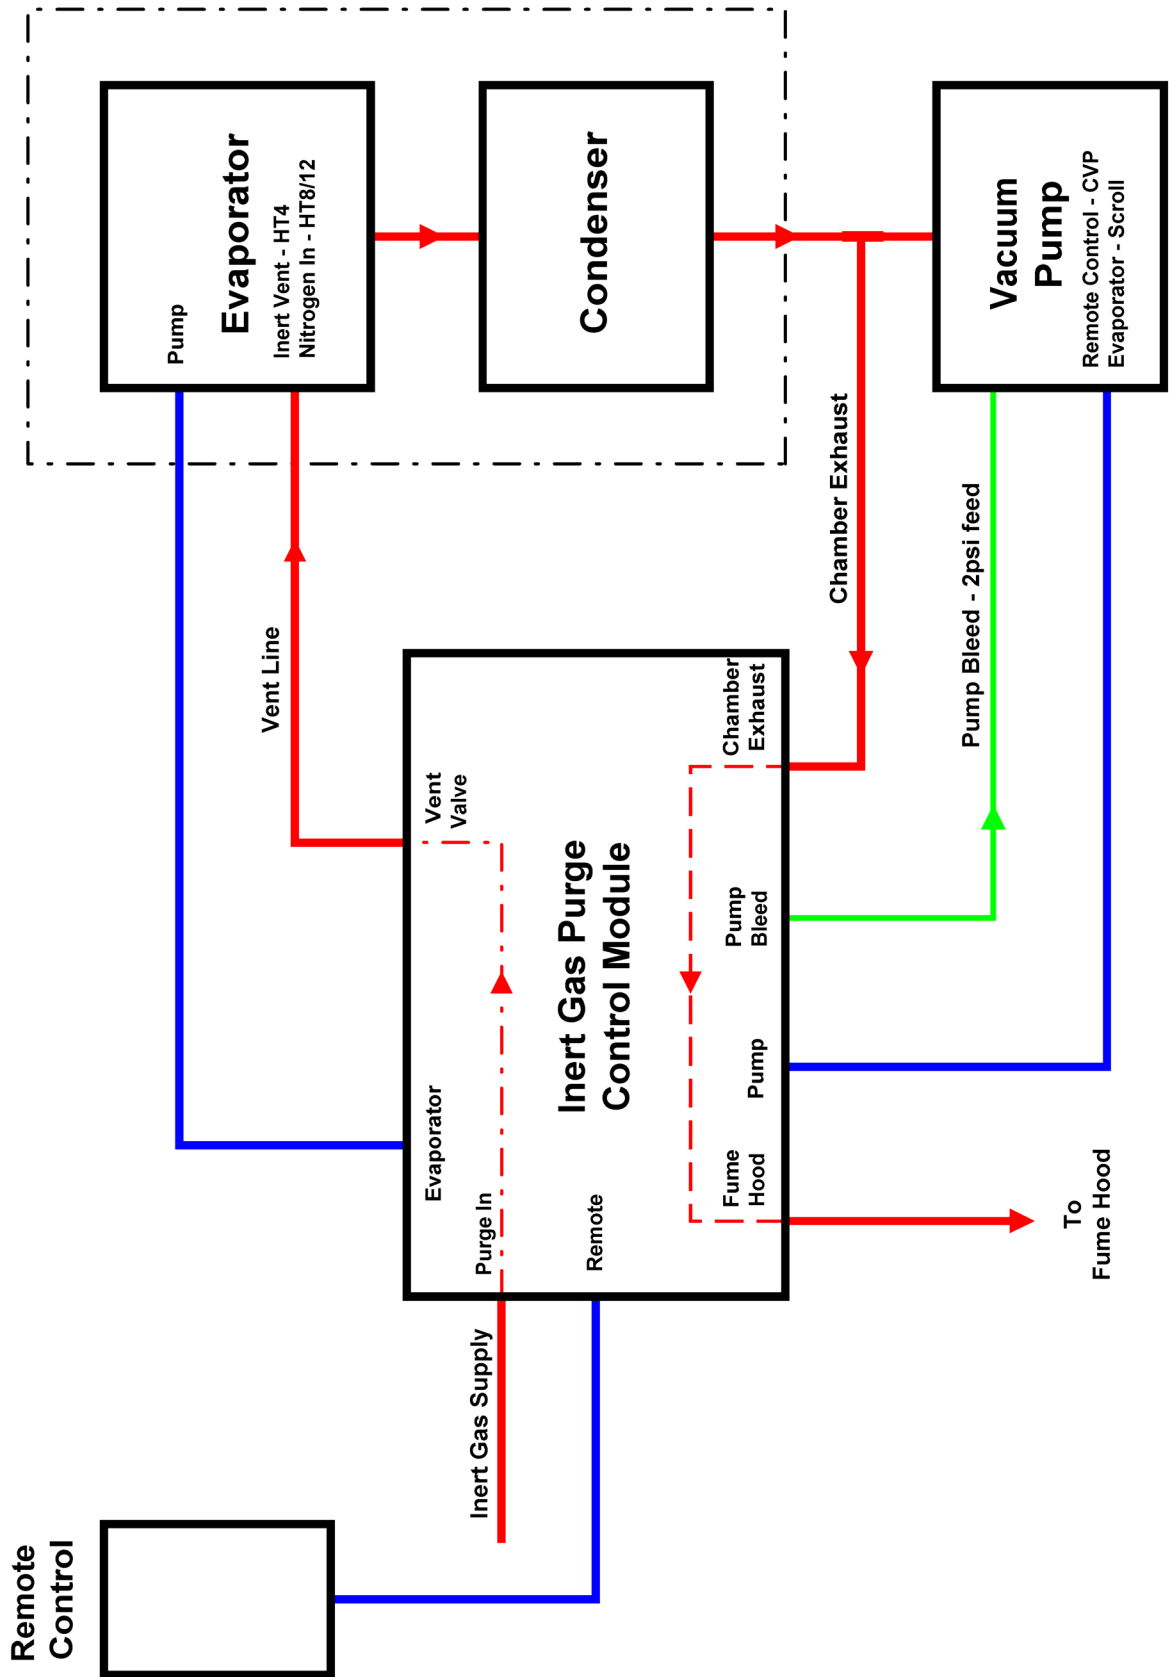 Remote
Control
Inert Gas Supply
Evaporator
Purge In
Remote
Vent
Valve
Inert Gas Purge
Control Module
Fume
Hood
Pump
Pump
Bleed
Chamber
Exhaust
Vent Line
To
Fume Hood
Pump Bleed - 2psi feed
Chamber Exhaust
Pump
Evaporator
Inert Vent - HT4
Nitrogen In - HT8/12
Condenser
Vacuum
Pump
Remote Control - CVP
Evaporator - Scroll